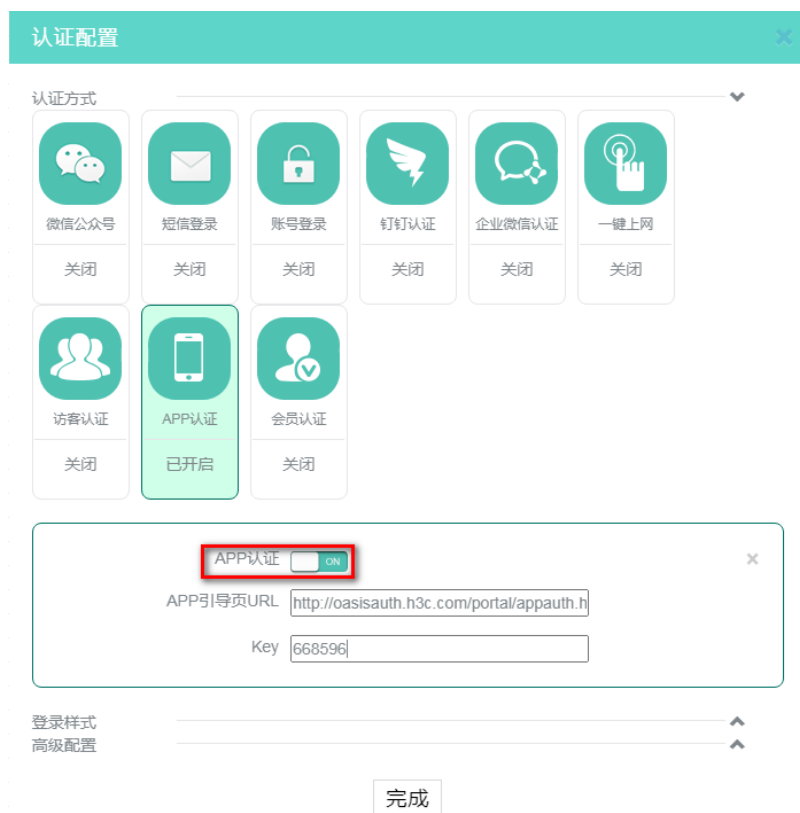 认证配置
认证方式
微信公众号 短信登录 账号登录 钉钉认证 企业微信认证 一键上网
关闭 关闭 关闭 关闭 关闭 关闭
访客认证 APP认证 会员认证
关闭 已开启 关闭
APP认证 ON
APP引导页URL http://oasisauth.h3c.com/portal/appauth.h
Key 668596
登录样式
高级配置
完成